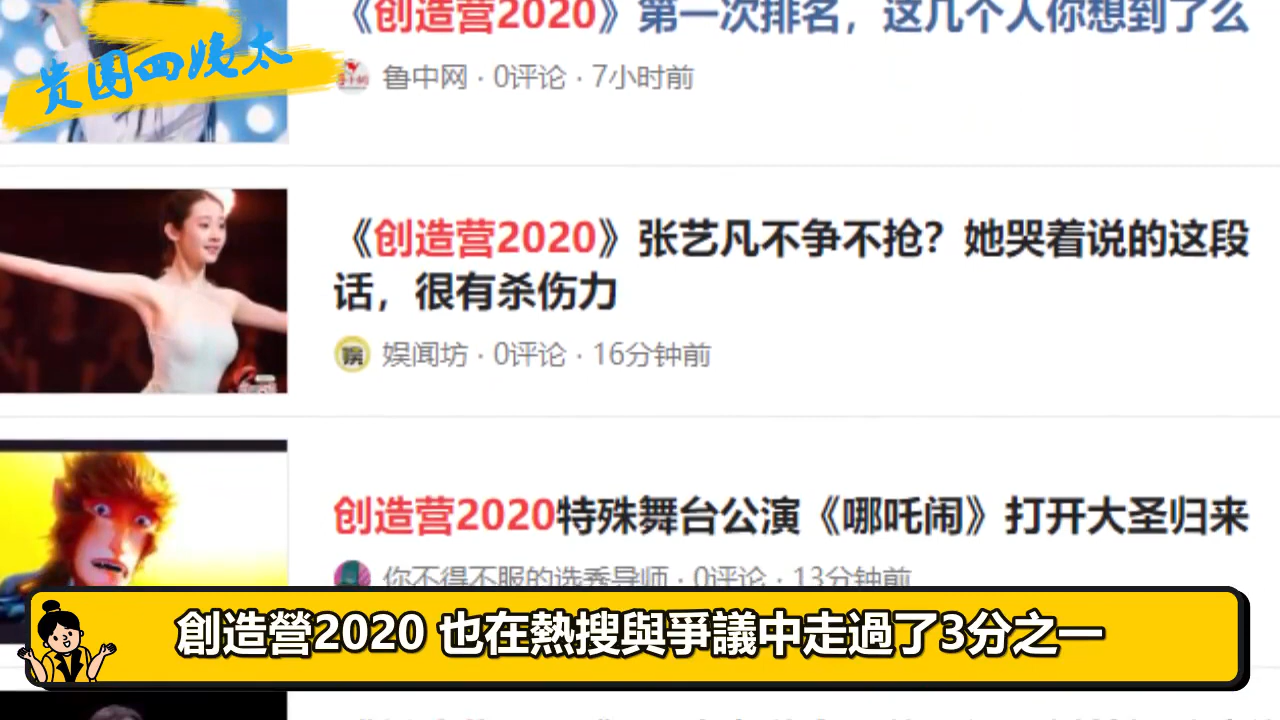 《创造营2020》第一次排名，这几个人你想到了么
贵圈四姨太
鲁中网 · 0评论 · 7小时前
《创造营2020》张艺凡不争不抢？她哭着说的这段
话，很有杀伤力
娱闻坊 · 0评论 · 16分钟前
创造营2020特殊舞台公演《哪吒闹》打开大圣归来
你不得不服的选秀导师 · 0评论 · 13分钟前
創造營2020 也在熱搜與爭議中走過了3分之一